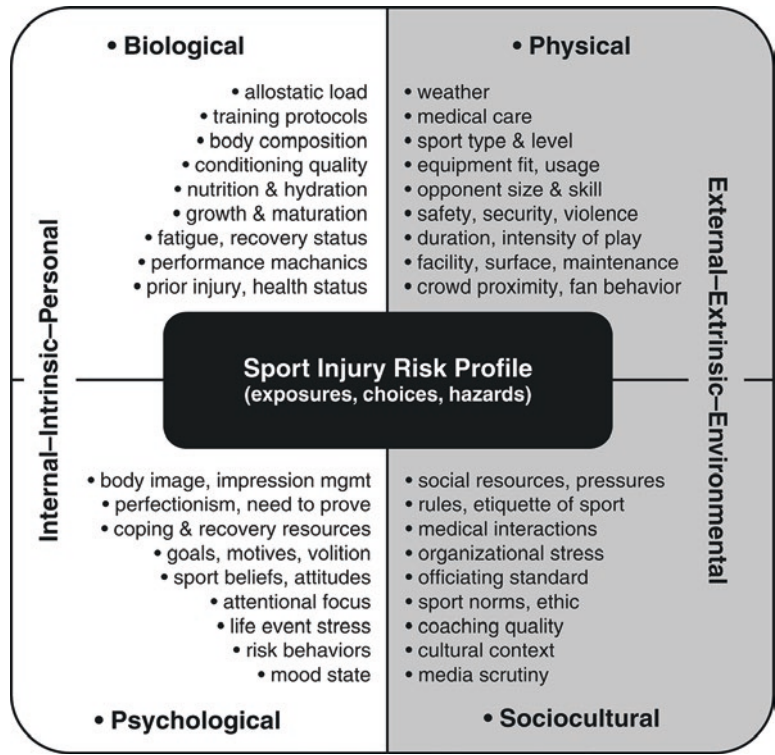 • Biological
• allostatic load
• training protocols
• body composition
• conditioning quality
• nutrition & hydration
• growth & maturation
• fatigue, recovery status
• performance machanics
• prior injury, health status
• Physical
• weather
• medical care
• sport type & level
• equipment fit, usage
• opponent size & skill
• safety, security, violence
• duration, intensity of play
• facility, surface, maintenance
• crowd proximity, fan behavior
Internal–Intrinsic–Personal
Sport Injury Risk Profile
(exposures, choices, hazards)
External–Extrinsic–Environmental
• body image, impression mgmt
• perfectionism, need to prove
• coping & recovery resources
• goals, motives, volition
• sport beliefs, attitudes
• attentional focus
• life event stress
• risk behaviors
• mood state
• Psychological
• social resources, pressures
• rules, etiquette of sport
• medical interactions
• organizational stress
• officiating standard
• sport norms, ethic
• coaching quality
• cultural context
• media scrutiny
• Sociocultural